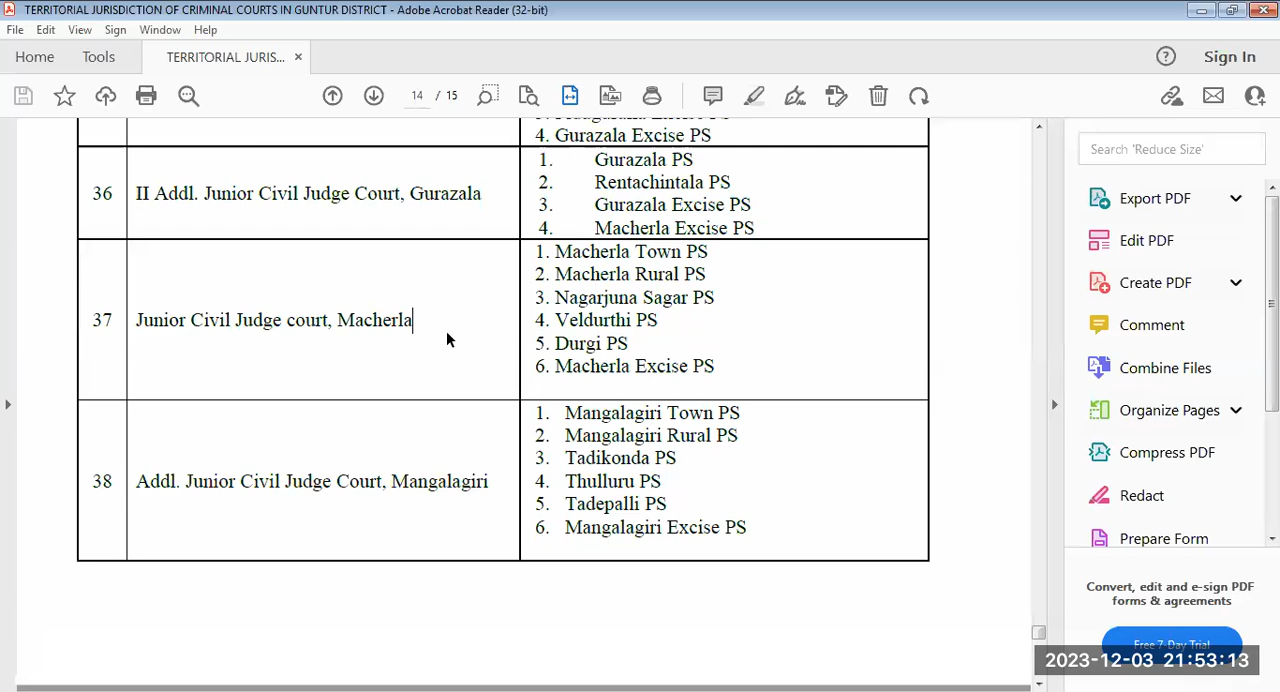 TERRITORIAL JURISDICTION OF CRIMINAL COURTS IN GUNTUR DISTRICT - Adobe Acrobat Reader (32-bit)
File Edit View Sign Window Help
Home Tools TERRITORIAL JURIS... × Sign In
14 / 15
4. Gurazala Excise PS
36 II Addl. Junior Civil Judge Court, Gurazala
1. Gurazala PS
2. Rentachintala PS
3. Gurazala Excise PS
4. Macherla Excise PS
37 Junior Civil Judge court, Macherla
1. Macherla Town PS
2. Macherla Rural PS
3. Nagarjuna Sagar PS
4. Veldurthi PS
5. Durgi PS
6. Macherla Excise PS
38 Addl. Junior Civil Judge Court, Mangalagiri
1. Mangalagiri Town PS
2. Mangalagiri Rural PS
3. Tadikonda PS
4. Thulluru PS
5. Tadepalli PS
6. Mangalagiri Excise PS
Search 'Reduce Size'
Export PDF
Edit PDF
Create PDF
Comment
Combine Files
Organize Pages
Compress PDF
Redact
Prepare Form
Convert, edit and e-sign PDF
forms & agreements
Free 7-Day Trial
2023-12-03 21:53:13